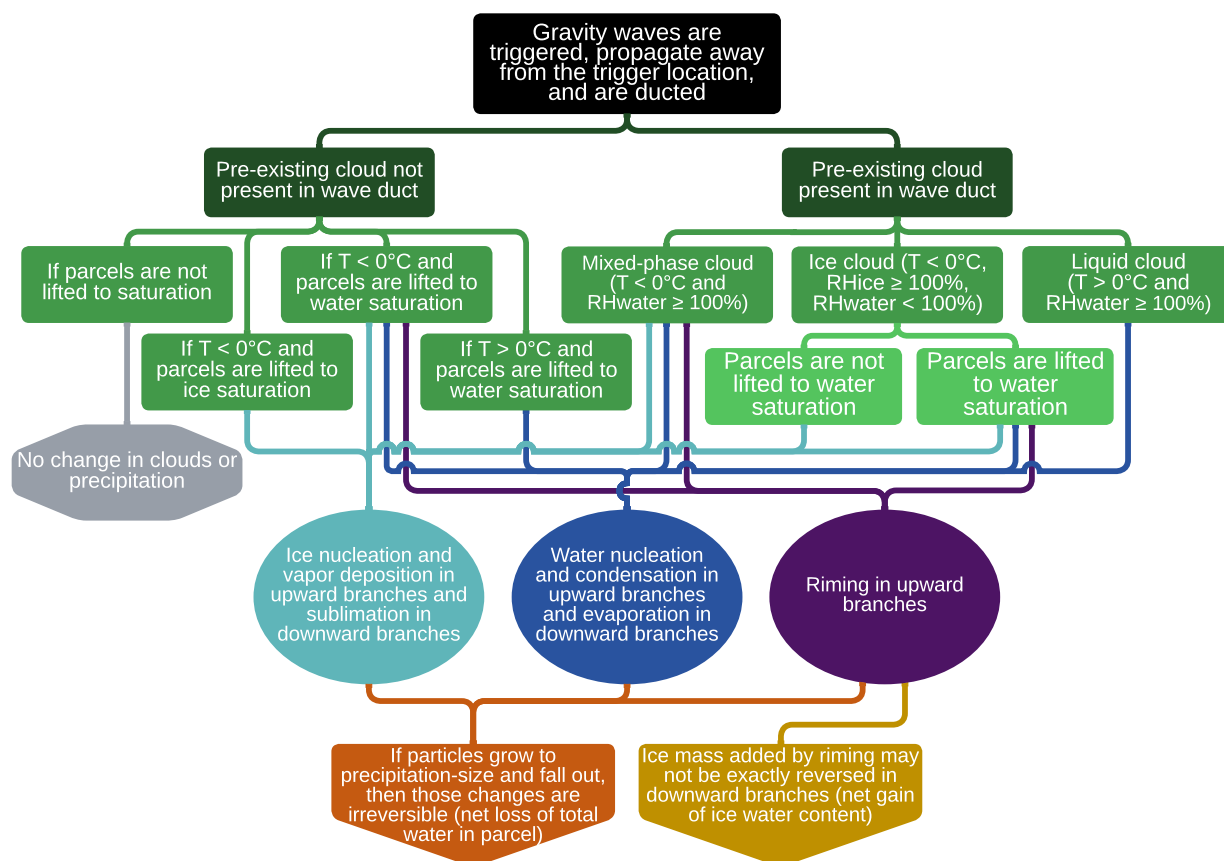 Gravity waves are
triggered, propagate away
from the trigger location,
and are ducted
Pre-existing cloud not
present in wave duct
Pre-existing cloud
present in wave duct
If parcels are not
lifted to saturation
If T < 0°C and
parcels are lifted to
water saturation
Mixed-phase cloud
(T < 0°C and
RHwater ≥ 100%)
Ice cloud (T < 0°C,
RHice ≥ 100%,
RHwater < 100%)
Liquid cloud
(T > 0°C and
RHwater ≥ 100%)
If T < 0°C and
parcels are lifted to
ice saturation
If T > 0°C and
parcels are lifted to
water saturation
Parcels are not
lifted to water
saturation
Parcels are lifted
to water
saturation
No change in clouds or
precipitation
Ice nucleation and
vapor deposition in
upward branches and
sublimation in
downward branches
Water nucleation
and condensation in
upward branches
and evaporation in
downward branches
Riming in upward
branches
If particles grow to
precipitation-size and fall out,
then those changes are
irreversible (net loss of total
water in parcel)
Ice mass added by riming may
not be exactly reversed in
downward branches (net gain
of ice water content)